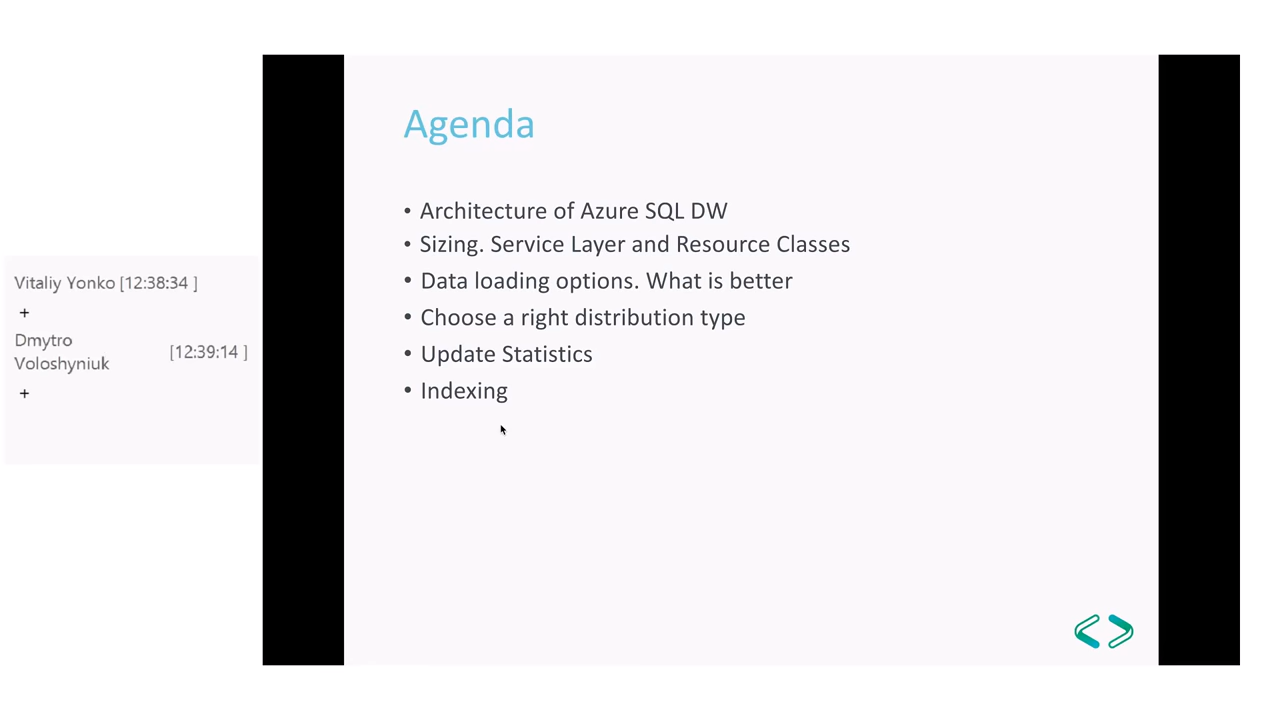 Agenda
• Architecture of Azure SQL DW
• Sizing. Service Layer and Resource Classes
• Data loading options. What is better
• Choose a right distribution type
• Update Statistics
• Indexing
Vitaliy Yonko [12:38:34 ]
+
Dmytro
Voloshyniuk [12:39:14 ]
+